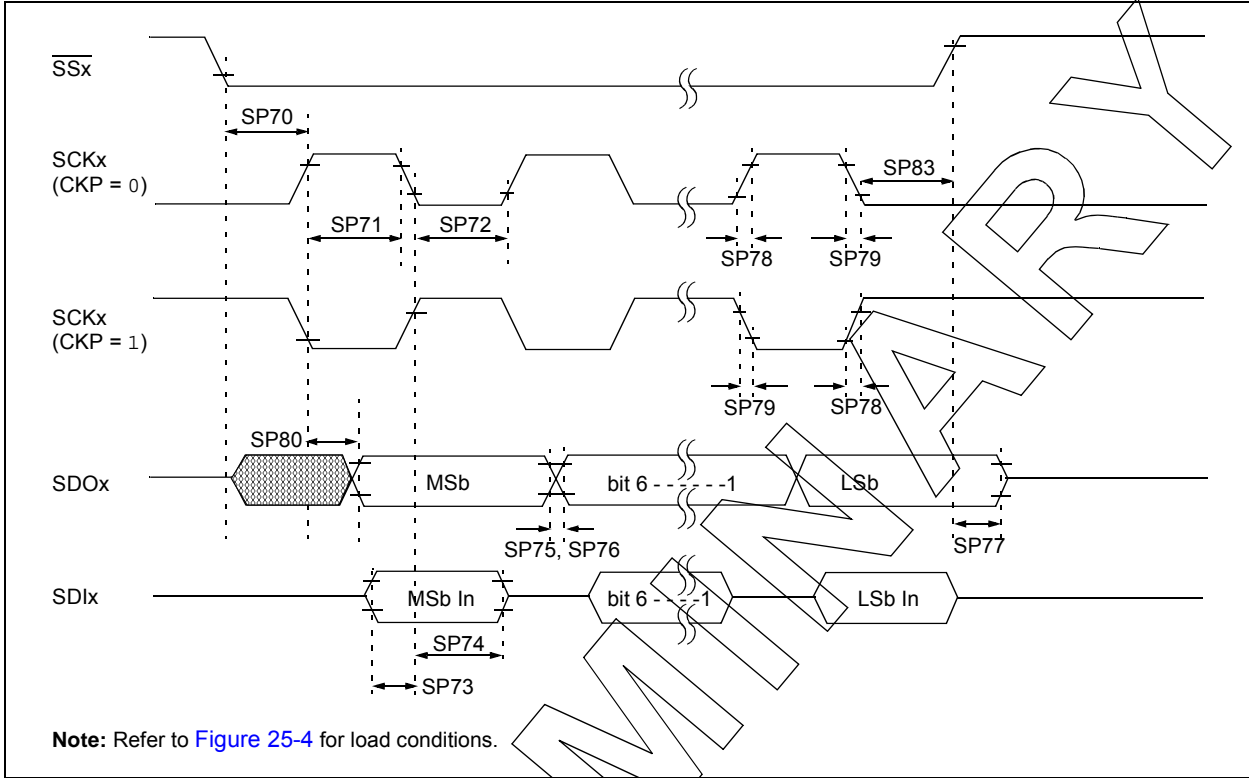 SSx
SP70
SCKx
(CKP = 0)
SP83
SP71
SP72
SP78
SP79
SCKx
(CKP = 1)
SP79
SP78
SP80
SDOx
MSb
bit 6 - - - - - -1
LSb
SP75, SP76
SP77
SDIx
MSb In
bit 6 - - - -1
LSb In
SP74
SP73
Note: Refer to Figure 25-4 for load conditions.
MINARY